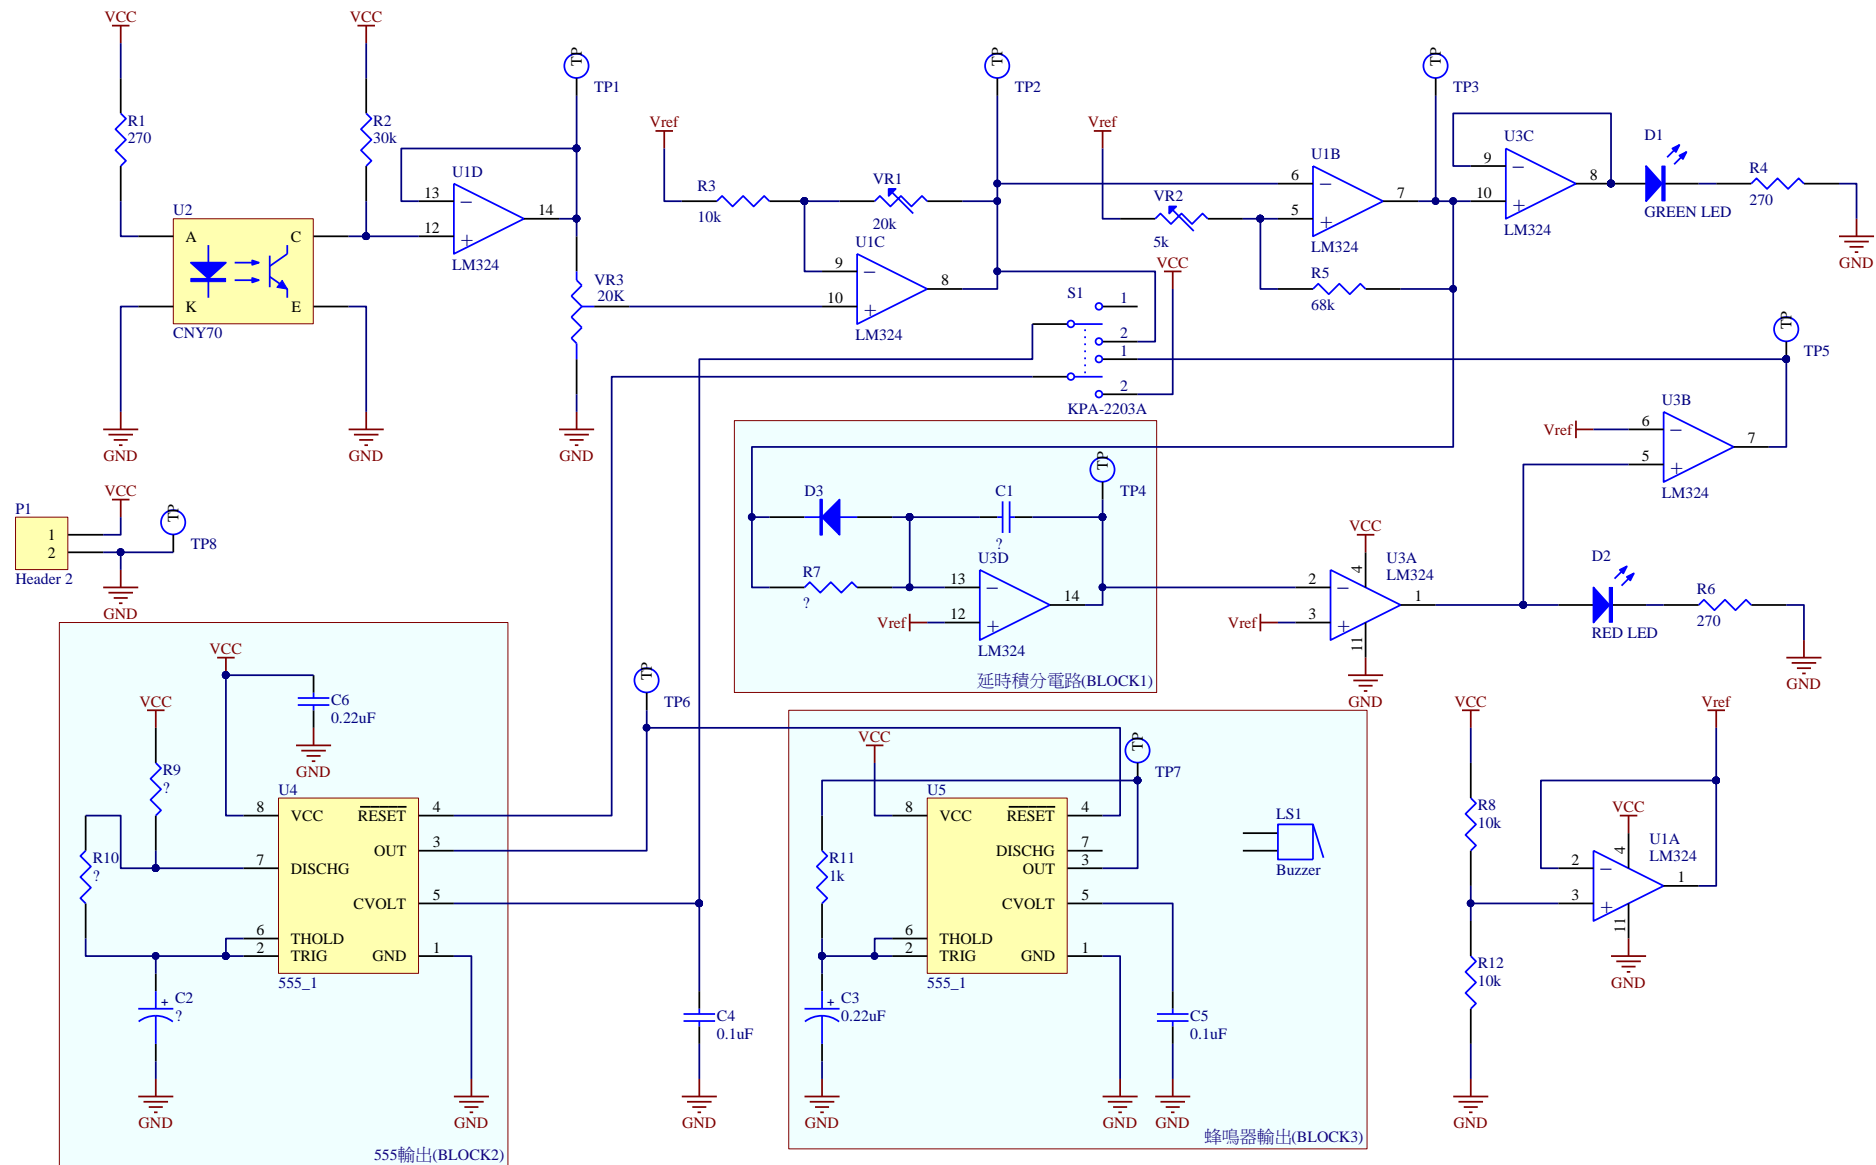 VCC
VCC
TP
TP1
TP
TP2
TP
TP3
R1
270
R2
30k
Vref
Vref
U1D
13
12
14
LM324
U2
A
C
K
E
CNY70
R3
10k
VR1
20k
U1C
9
10
8
LM324
VR3
20K
VR2
5k
U1B
6
5
7
LM324
R5
68k
U3C
9
10
8
LM324
D1
GREEN LED
R4
270
GND
VCC
S1
1
2
1
2
KPA-2203A
TP
TP5
GND
GND
GND
U3B
Vref
6
5
7
LM324
P1
1
2
Header 2
VCC
TP
TP8
GND
D3
C1
?
TP
TP4
R7
?
U3D
13
12
14
Vref
LM324
延時積分電路(BLOCK1)
VCC
U3A
LM324
2
3
4
11
1
Vref
GND
D2
RED LED
R6
270
GND
VCC
C6
0.22uF
GND
VCC
R9
?
R10
?
U4
8
VCC
RESET
4
OUT
3
7
DISCHG
CVOLT
5
6
THOLD
2
TRIG
GND
1
555_1
C2
?
GND
GND
555輸出(BLOCK2)
TP
TP6
C4
0.1uF
GND
VCC
TP
TP7
U5
8
VCC
RESET
4
DISCHG
7
OUT
3
CVOLT
5
6
THOLD
2
TRIG
GND
1
555_1
R11
1k
C3
0.22uF
C5
0.1uF
GND
GND
GND
LS1
Buzzer
蜂鳴器輸出(BLOCK3)
VCC
R8
10k
R12
10k
GND
Vref
VCC
U1A
LM324
2
3
4
11
1
GND